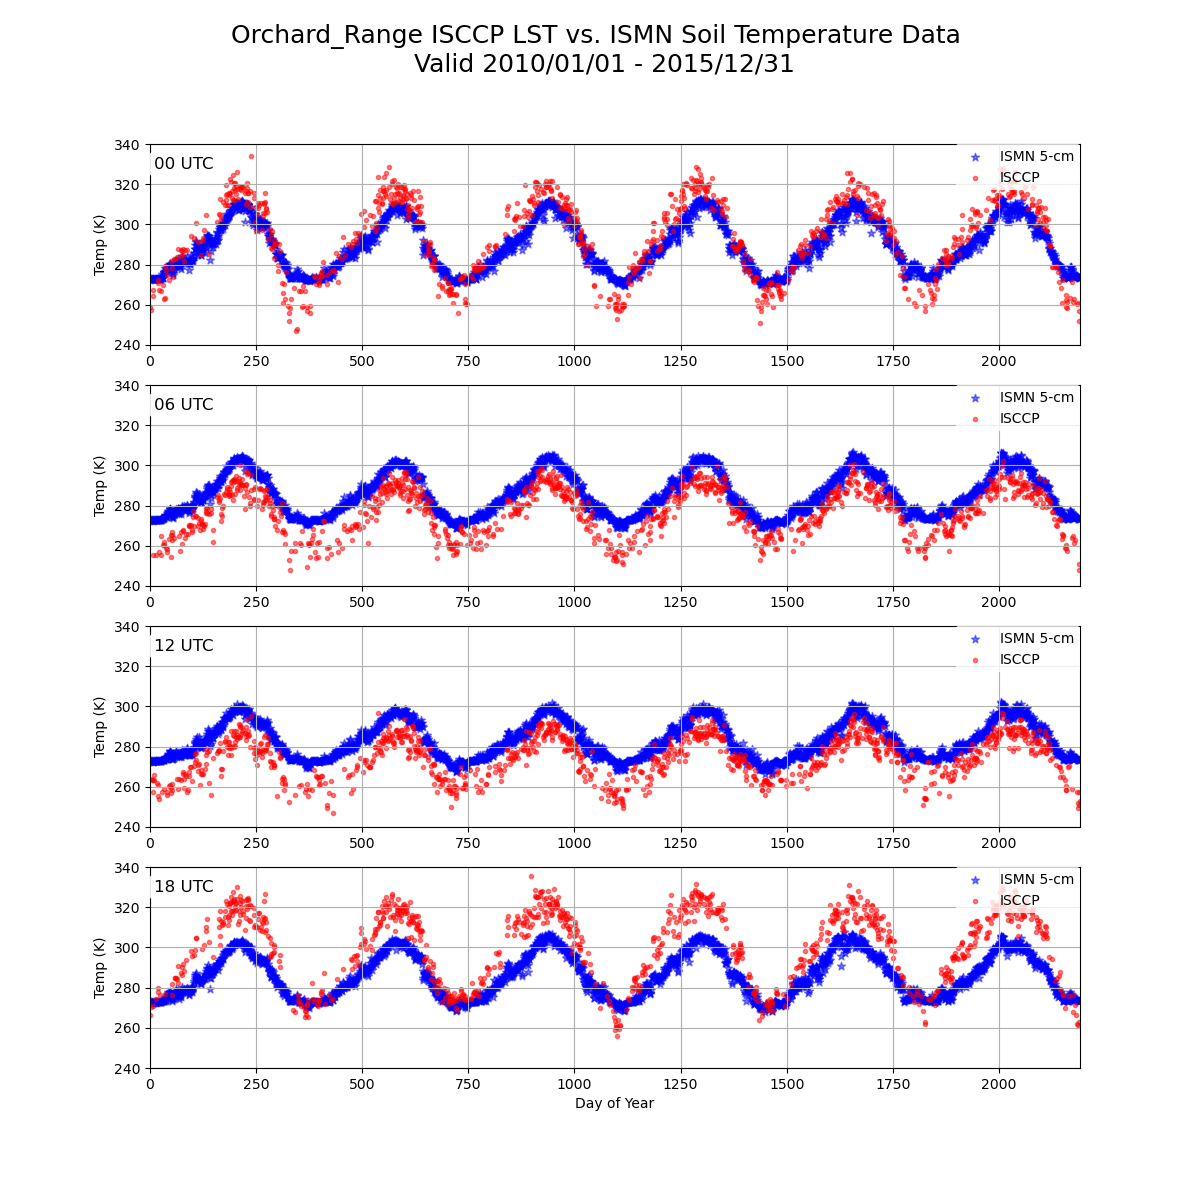 Orchard_Range ISCCP LST vs. ISMN Soil Temperature Data
Valid 2010/01/01 - 2015/12/31
340
320
300
280
260
240
Temp (K)
00 UTC
ISMN 5-cm
ISCCP
0 250 500 750 1000 1250 1500 1750 2000
340
320
300
280
260
240
Temp (K)
06 UTC
ISMN 5-cm
ISCCP
0 250 500 750 1000 1250 1500 1750 2000
340
320
300
280
260
240
Temp (K)
12 UTC
ISMN 5-cm
ISCCP
0 250 500 750 1000 1250 1500 1750 2000
340
320
300
280
260
240
Temp (K)
18 UTC
ISMN 5-cm
ISCCP
0 250 500 750 1000 1250 1500 1750 2000
Day of Year